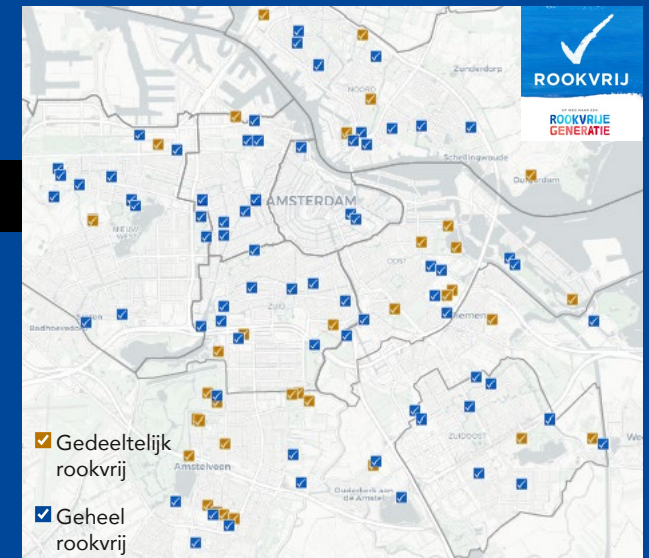 ROOKVRIJ
OP WEG NAAR EEN
ROOKVRIJE
GENERATIE
Zunderdorp
NOORD
Schellingwoude
Durgerdam
AMSTERDAM
NIEUW-
WEST
OOST
ZUID
Badhoevedorp
Diemen
ZUIDOOST
Amstelveen
Ouderkerk aan
de Amstel
Gedeeltelijk
rookvrij
Geheel
rookvrij